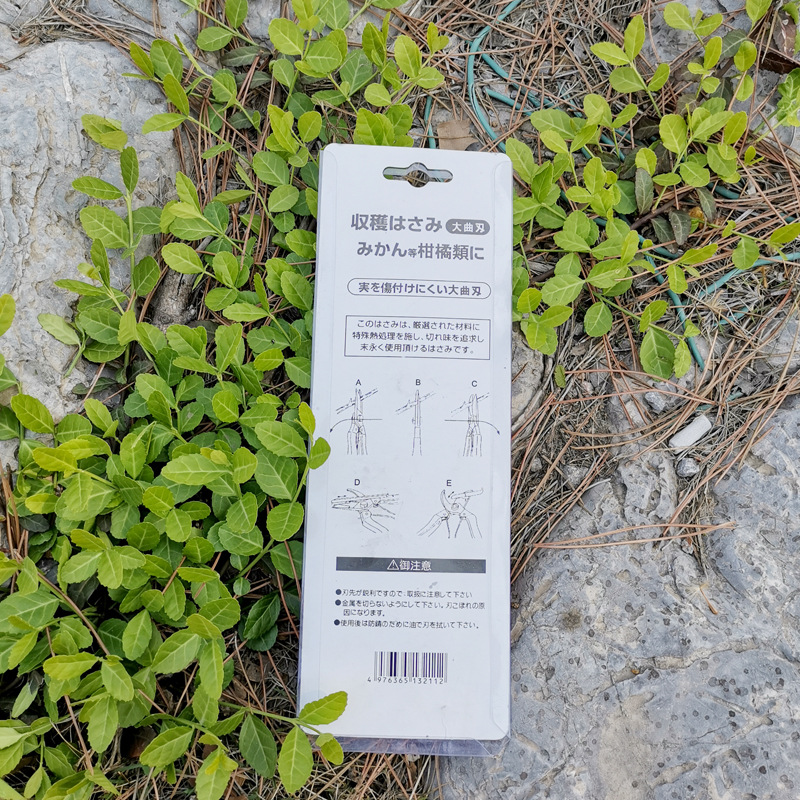 収穫はさみ 大曲刃
みかん等柑橘類に
実を傷付けにくい大曲刃
このはさみは、厳選された材料に
特殊熱処理を施し、切れ味を追求し
末永く使用頂けるはさみです。
A B C
D E
⚠御注意
●刃先が鋭利ですので、取扱に注意して下さい
●金属を切らないようにして下さい。刃こぼれの原
因になります。
●使用後は防錆のために油で刃を拭いて下さい。
4 976365 132112